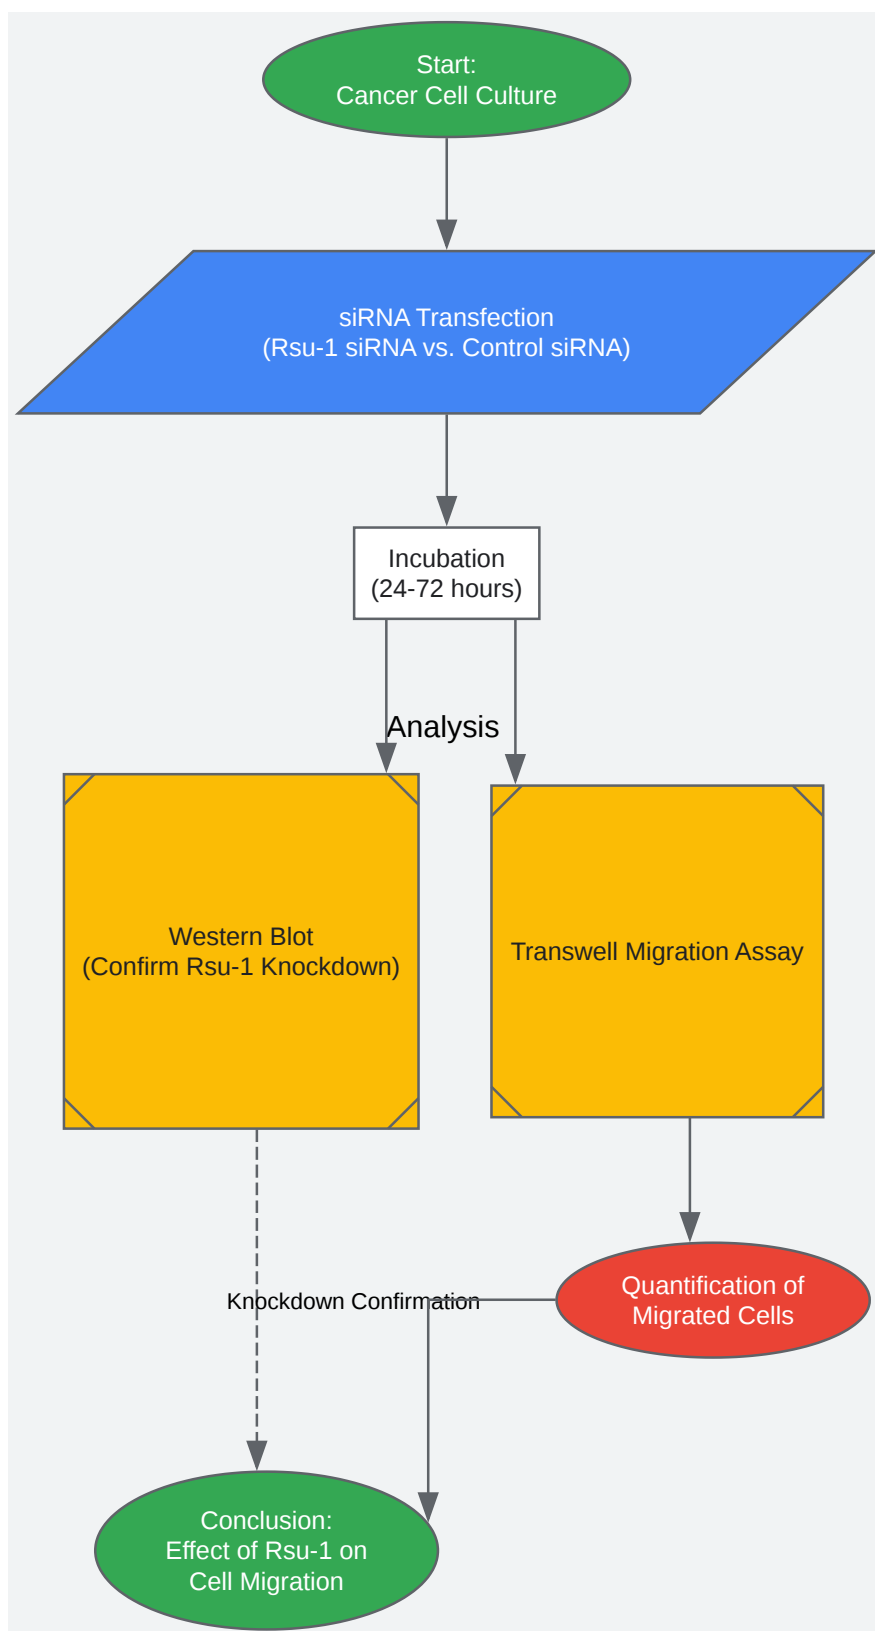 Start:
Cancer Cell Culture
siRNA Transfection
(Rsu-1 siRNA vs. Control siRNA)
Incubation
(24-72 hours)
Analysis
Western Blot
(Confirm Rsu-1 Knockdown)
Transwell Migration Assay
Quantification of
Migrated Cells
Knockdown Confirmation
Conclusion:
Effect of Rsu-1 on
Cell Migration